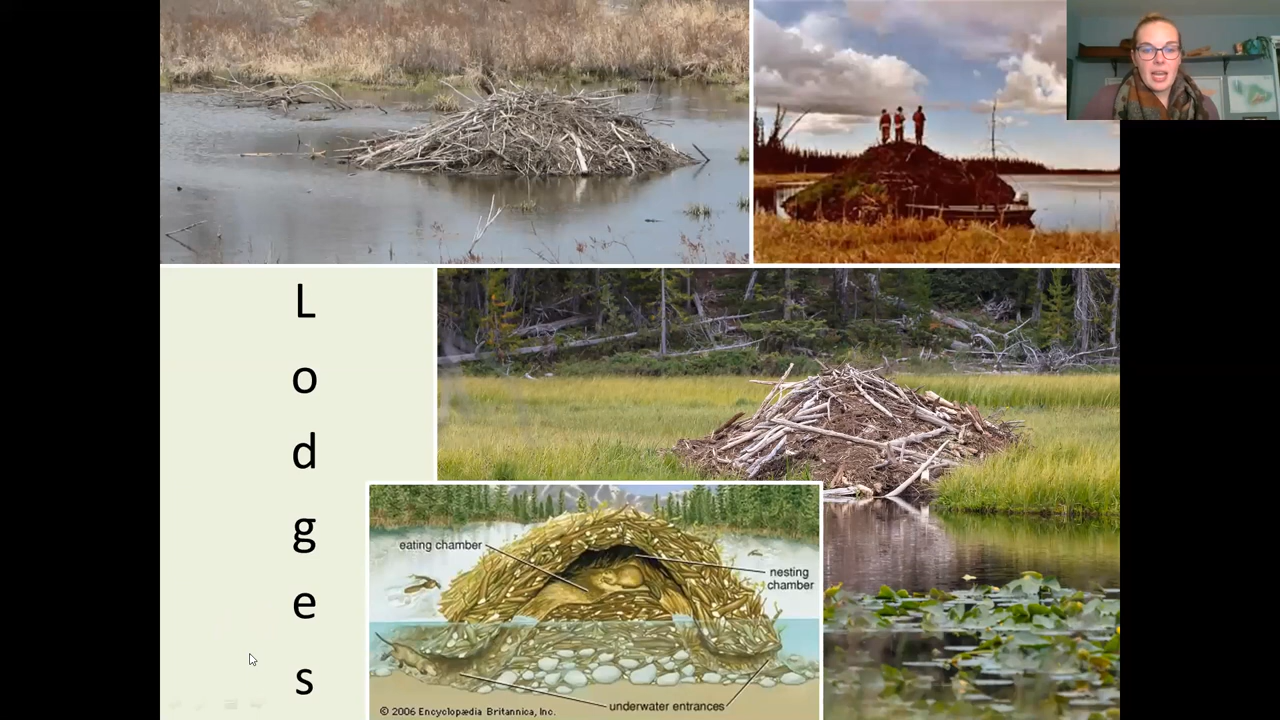 L
o
d
g
e
s
eating chamber
nesting
chamber
underwater entrances
© 2006 Encyclopædia Britannica, Inc.